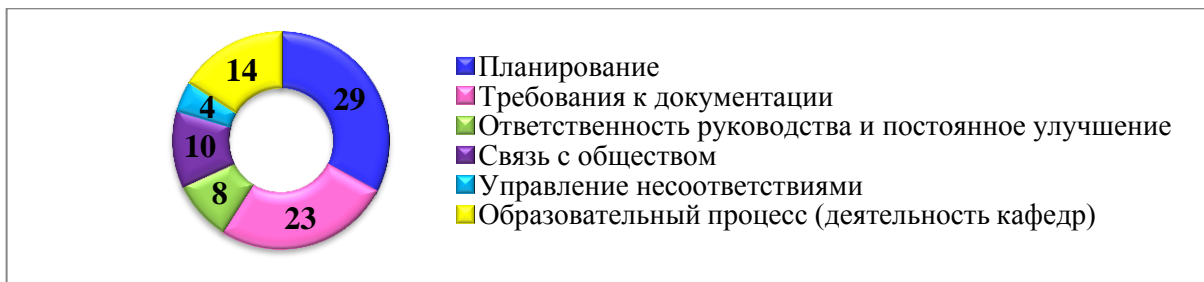 14
29
4
10
8
23
Планирование
Требования к документации
Ответственность руководства и постоянное улучшение
Связь с обществом
Управление несоответствиями
Образовательный процесс (деятельность кафедр)